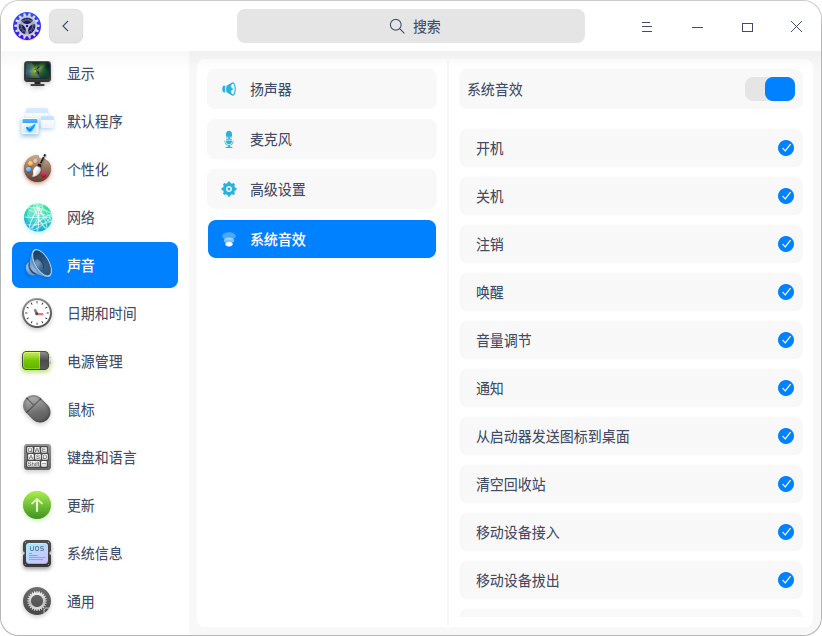 搜索
显示
默认程序
个性化
网络
声音
日期和时间
电源管理
鼠标
键盘和语言
更新
系统信息
通用
扬声器
麦克风
高级设置
系统音效
系统音效
开机
关机
注销
唤醒
音量调节
通知
从启动器发送图标到桌面
清空回收站
移动设备接入
移动设备拔出
UOS